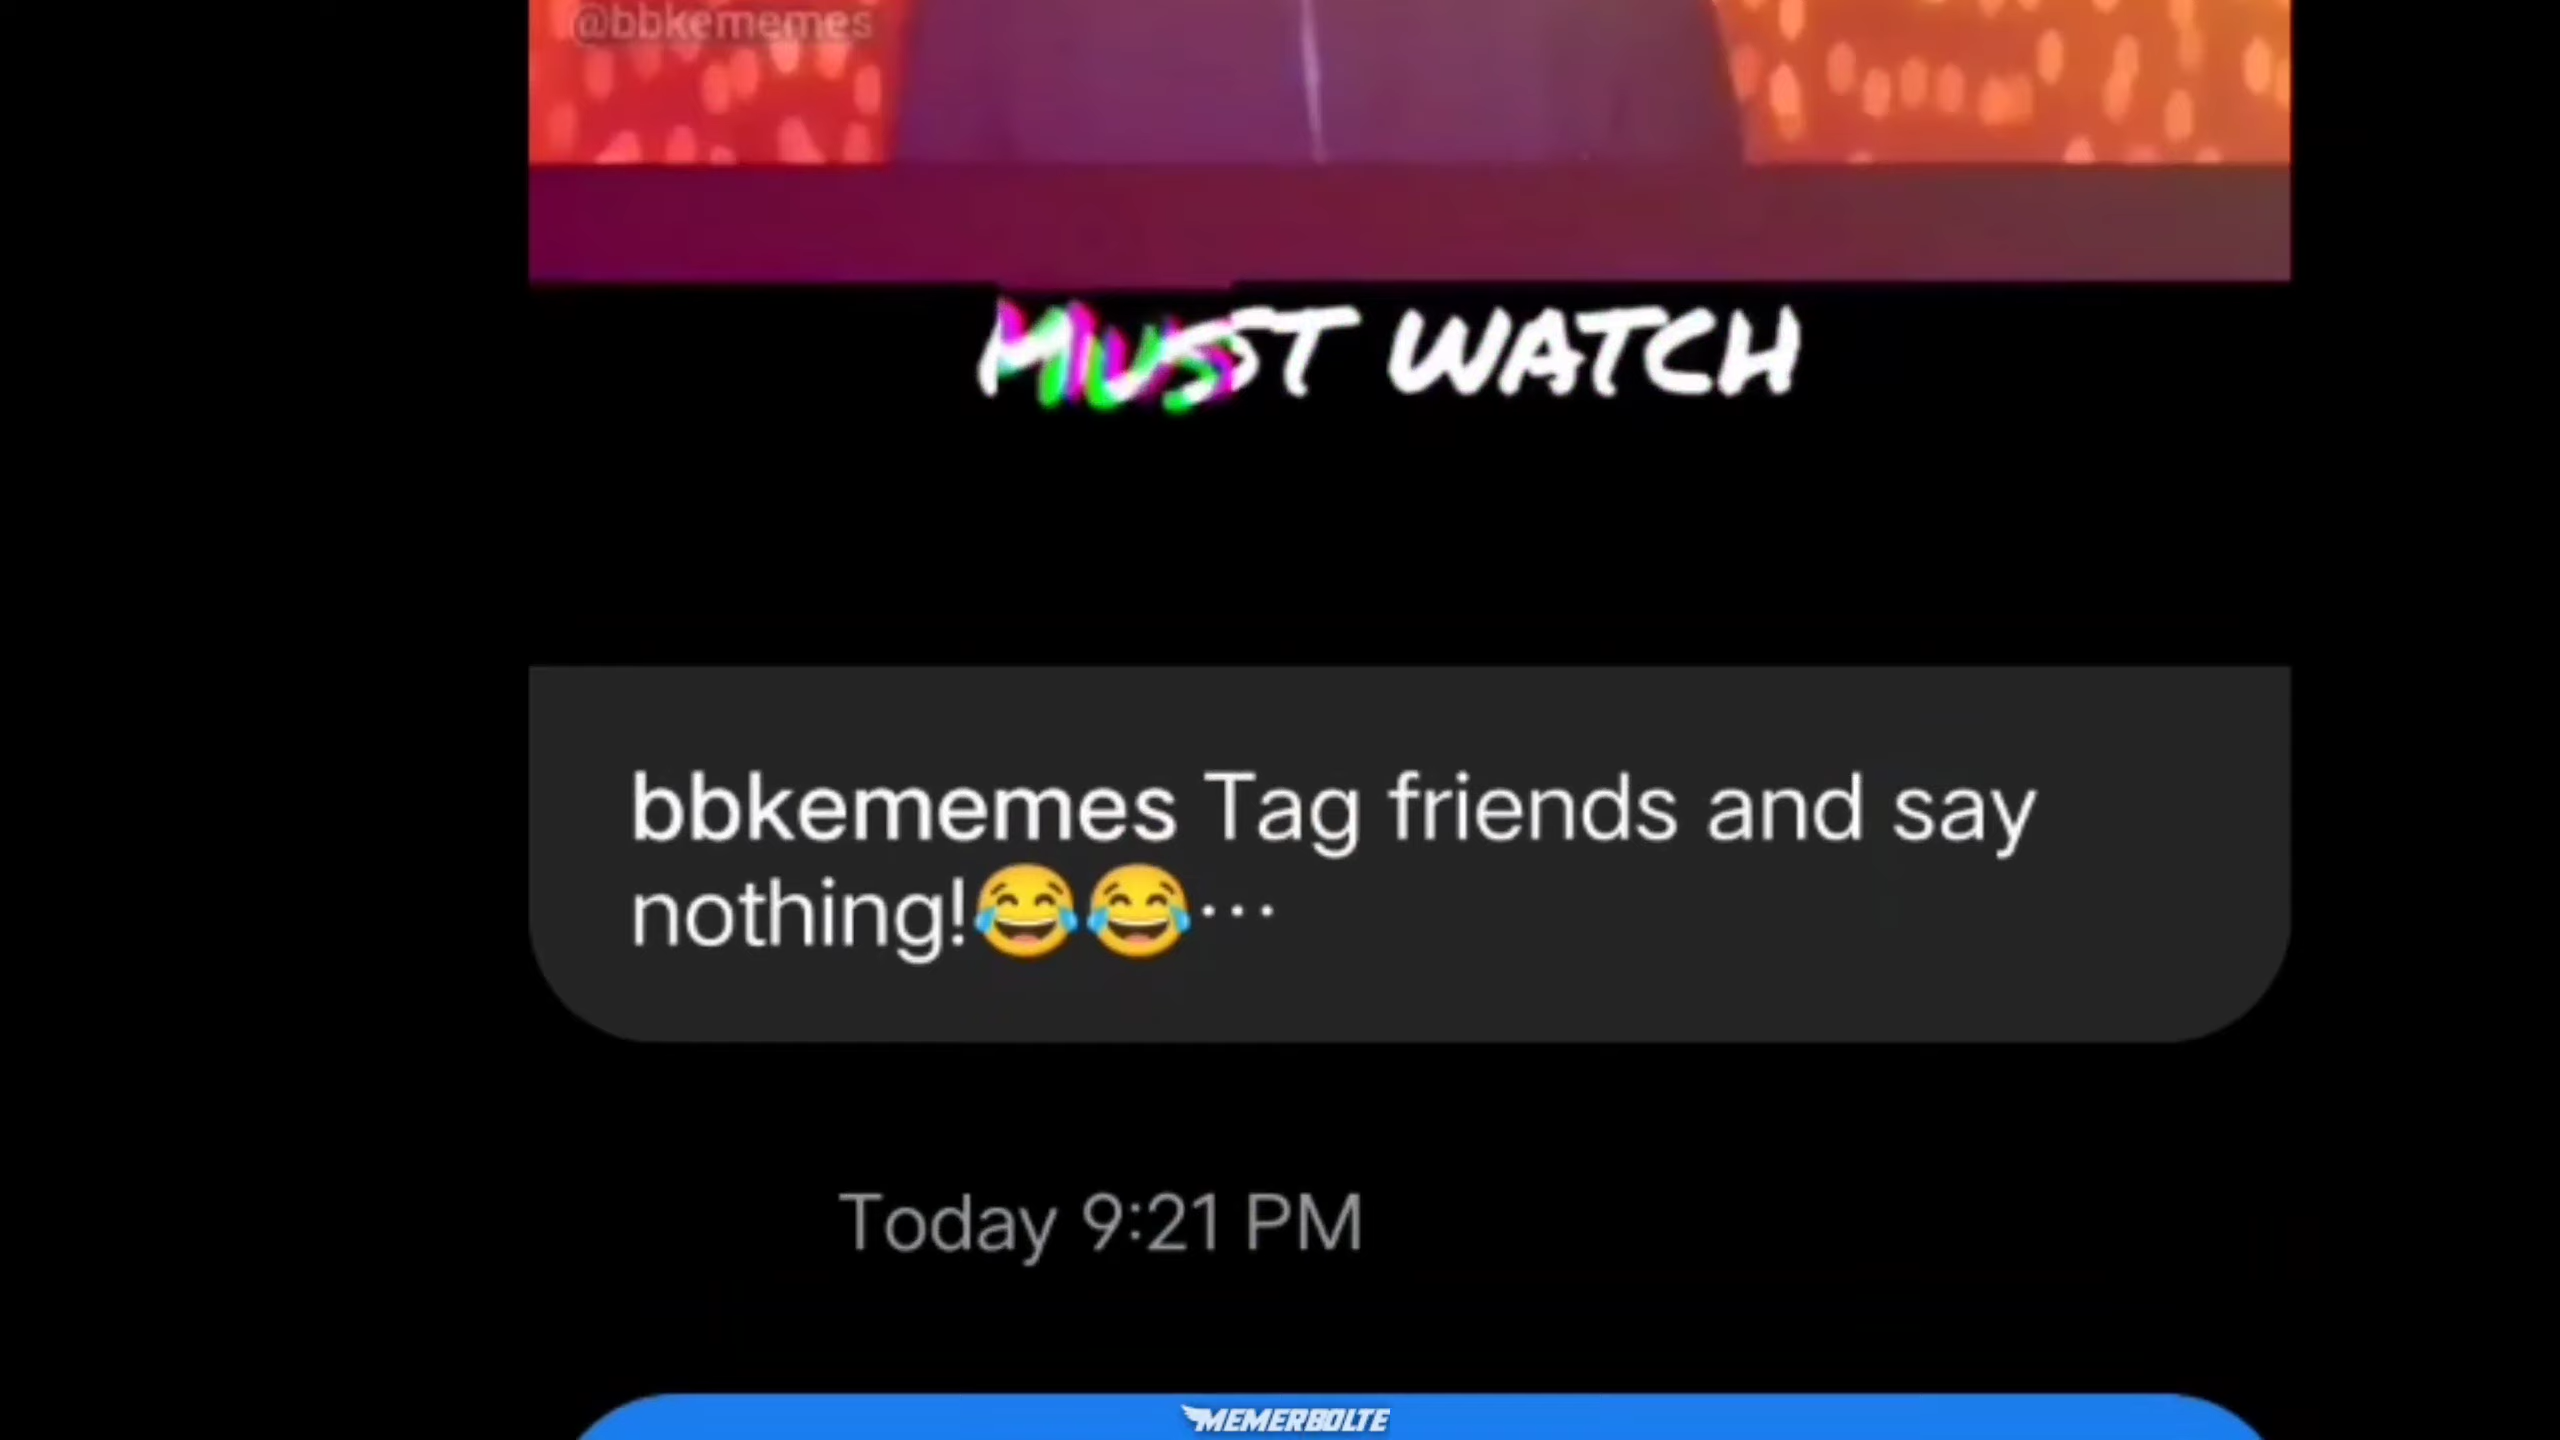 @bbkememes
MUST WATCH
bbkememes Tag friends and say
nothing!😂😂...
Today 9:21 PM
MEMERBOLTE